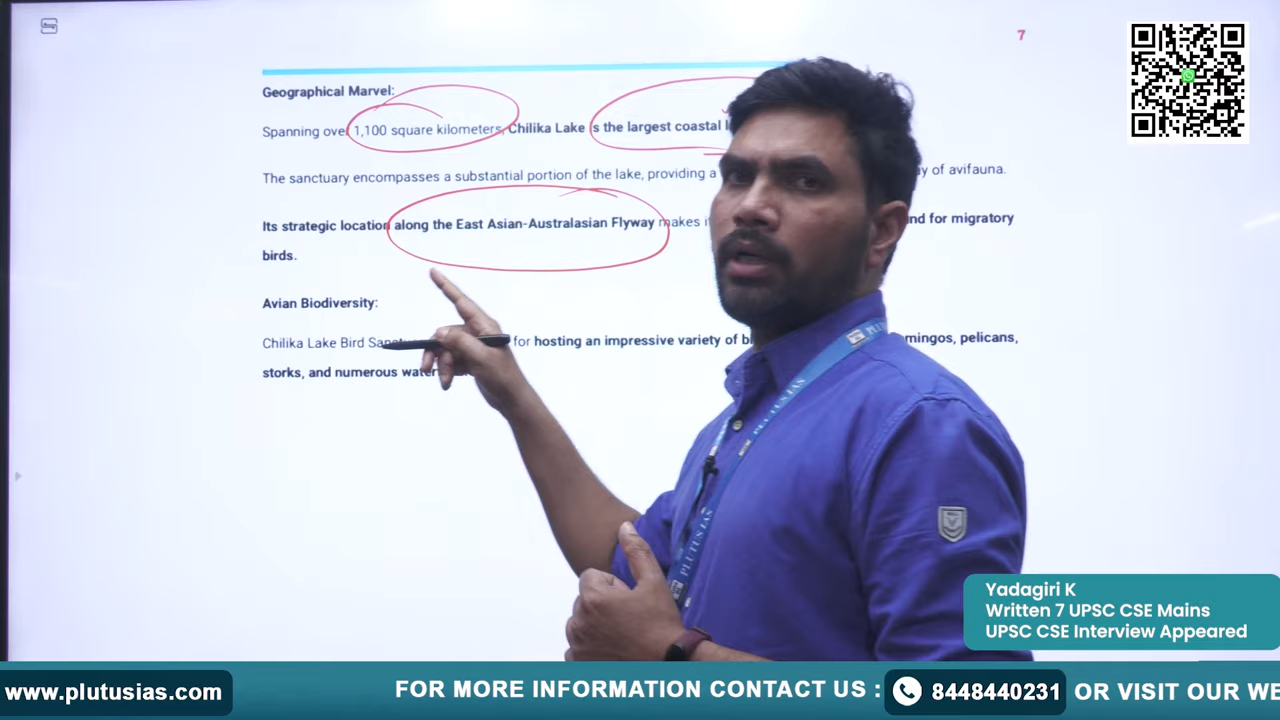 7
Geographical Marvel:
Spanning over 1,100 square kilometers, Chilika Lake is the largest coastal
The sanctuary encompasses a substantial portion of the lake, providing a of avifauna.
Its strategic location along the East Asian-Australasian Flyway makes for migratory
birds.
Avian Biodiversity:
Chilika Lake Bird for hosting an impressive variety of pelicans,
storks, and numerous
PLUTUS IAS
PLUTUS IAS
Yadagiri K
Written 7 UPSC CSE Mains
UPSC CSE Interview Appeared
www.plutusias.com
FOR MORE INFORMATION CONTACT US : 8448440231 OR VISIT OUR